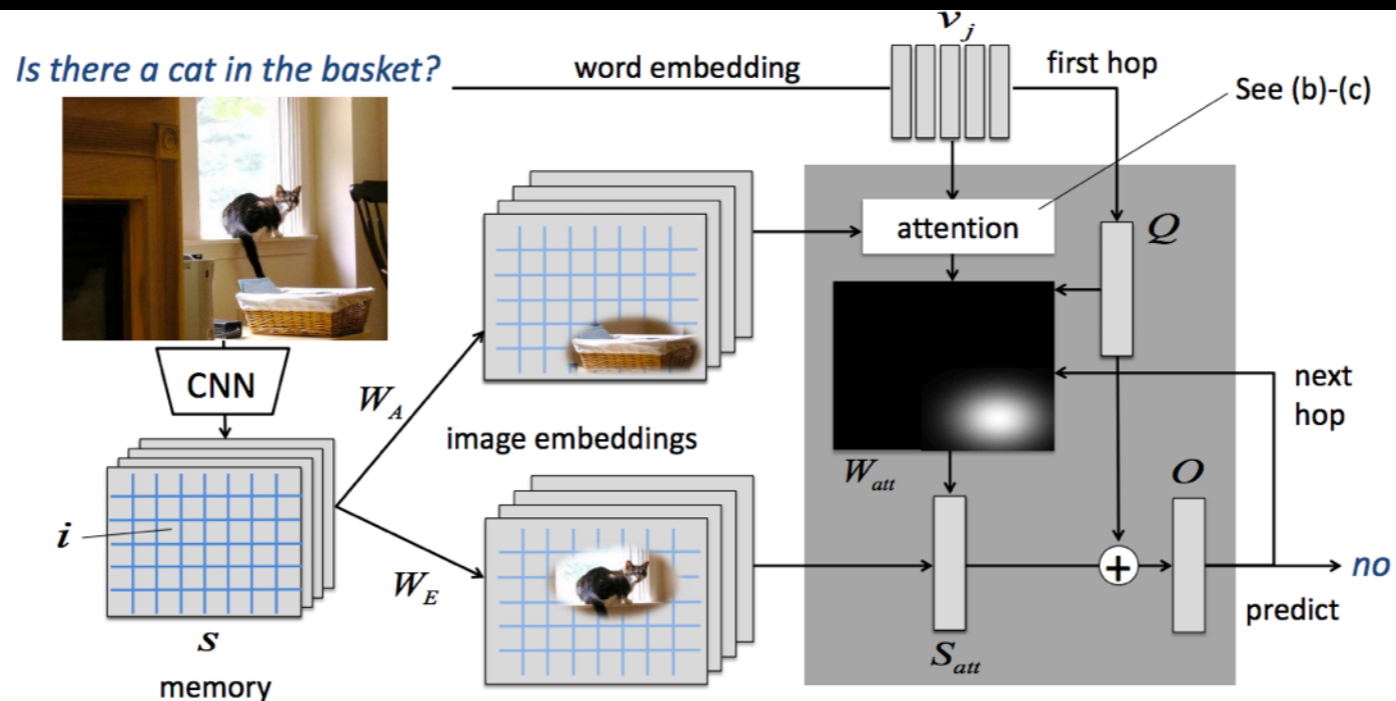 v_j
Is there a cat in the basket?
word embedding
first hop
See (b)-(c)
attention
Q
CNN
W_A
next
hop
image embeddings
W_att
O
i
W_E
+
no
predict
S
S_att
memory